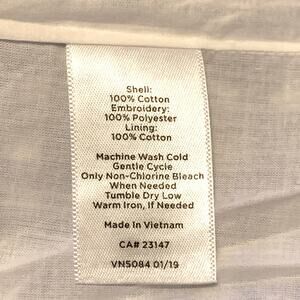 Shell:
100% Cotton
Embroidery:
100% Polyester
Lining:
100% Cotton
Machine Wash Cold
Gentle Cycle
Only Non-Chlorine Bleach
When Needed
Tumble Dry Low
Warm Iron, If Needed
Made In Vietnam
CA# 23147
VN5084 01/19